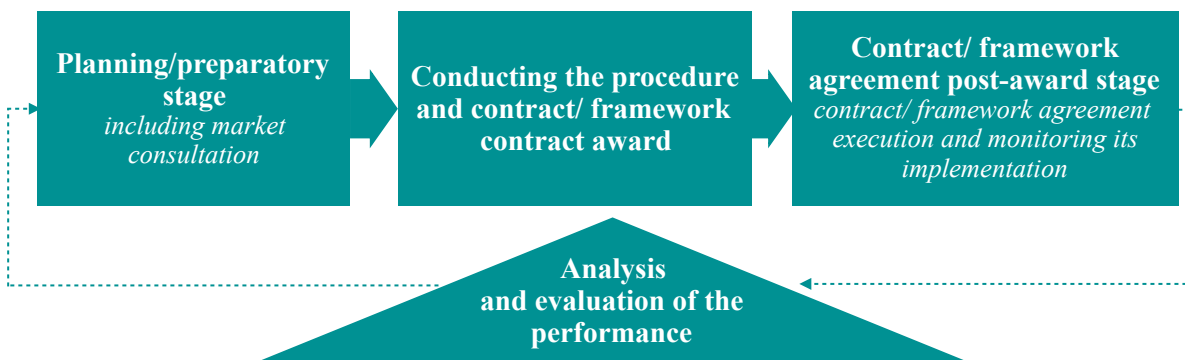 Planning/preparatory
stage
including market
consultation
Conducting the procedure
and contract/ framework
contract award
Contract/ framework
agreement post-award stage
contract/ framework agreement
execution and monitoring its
implementation
Analysis
and evaluation of the
performance